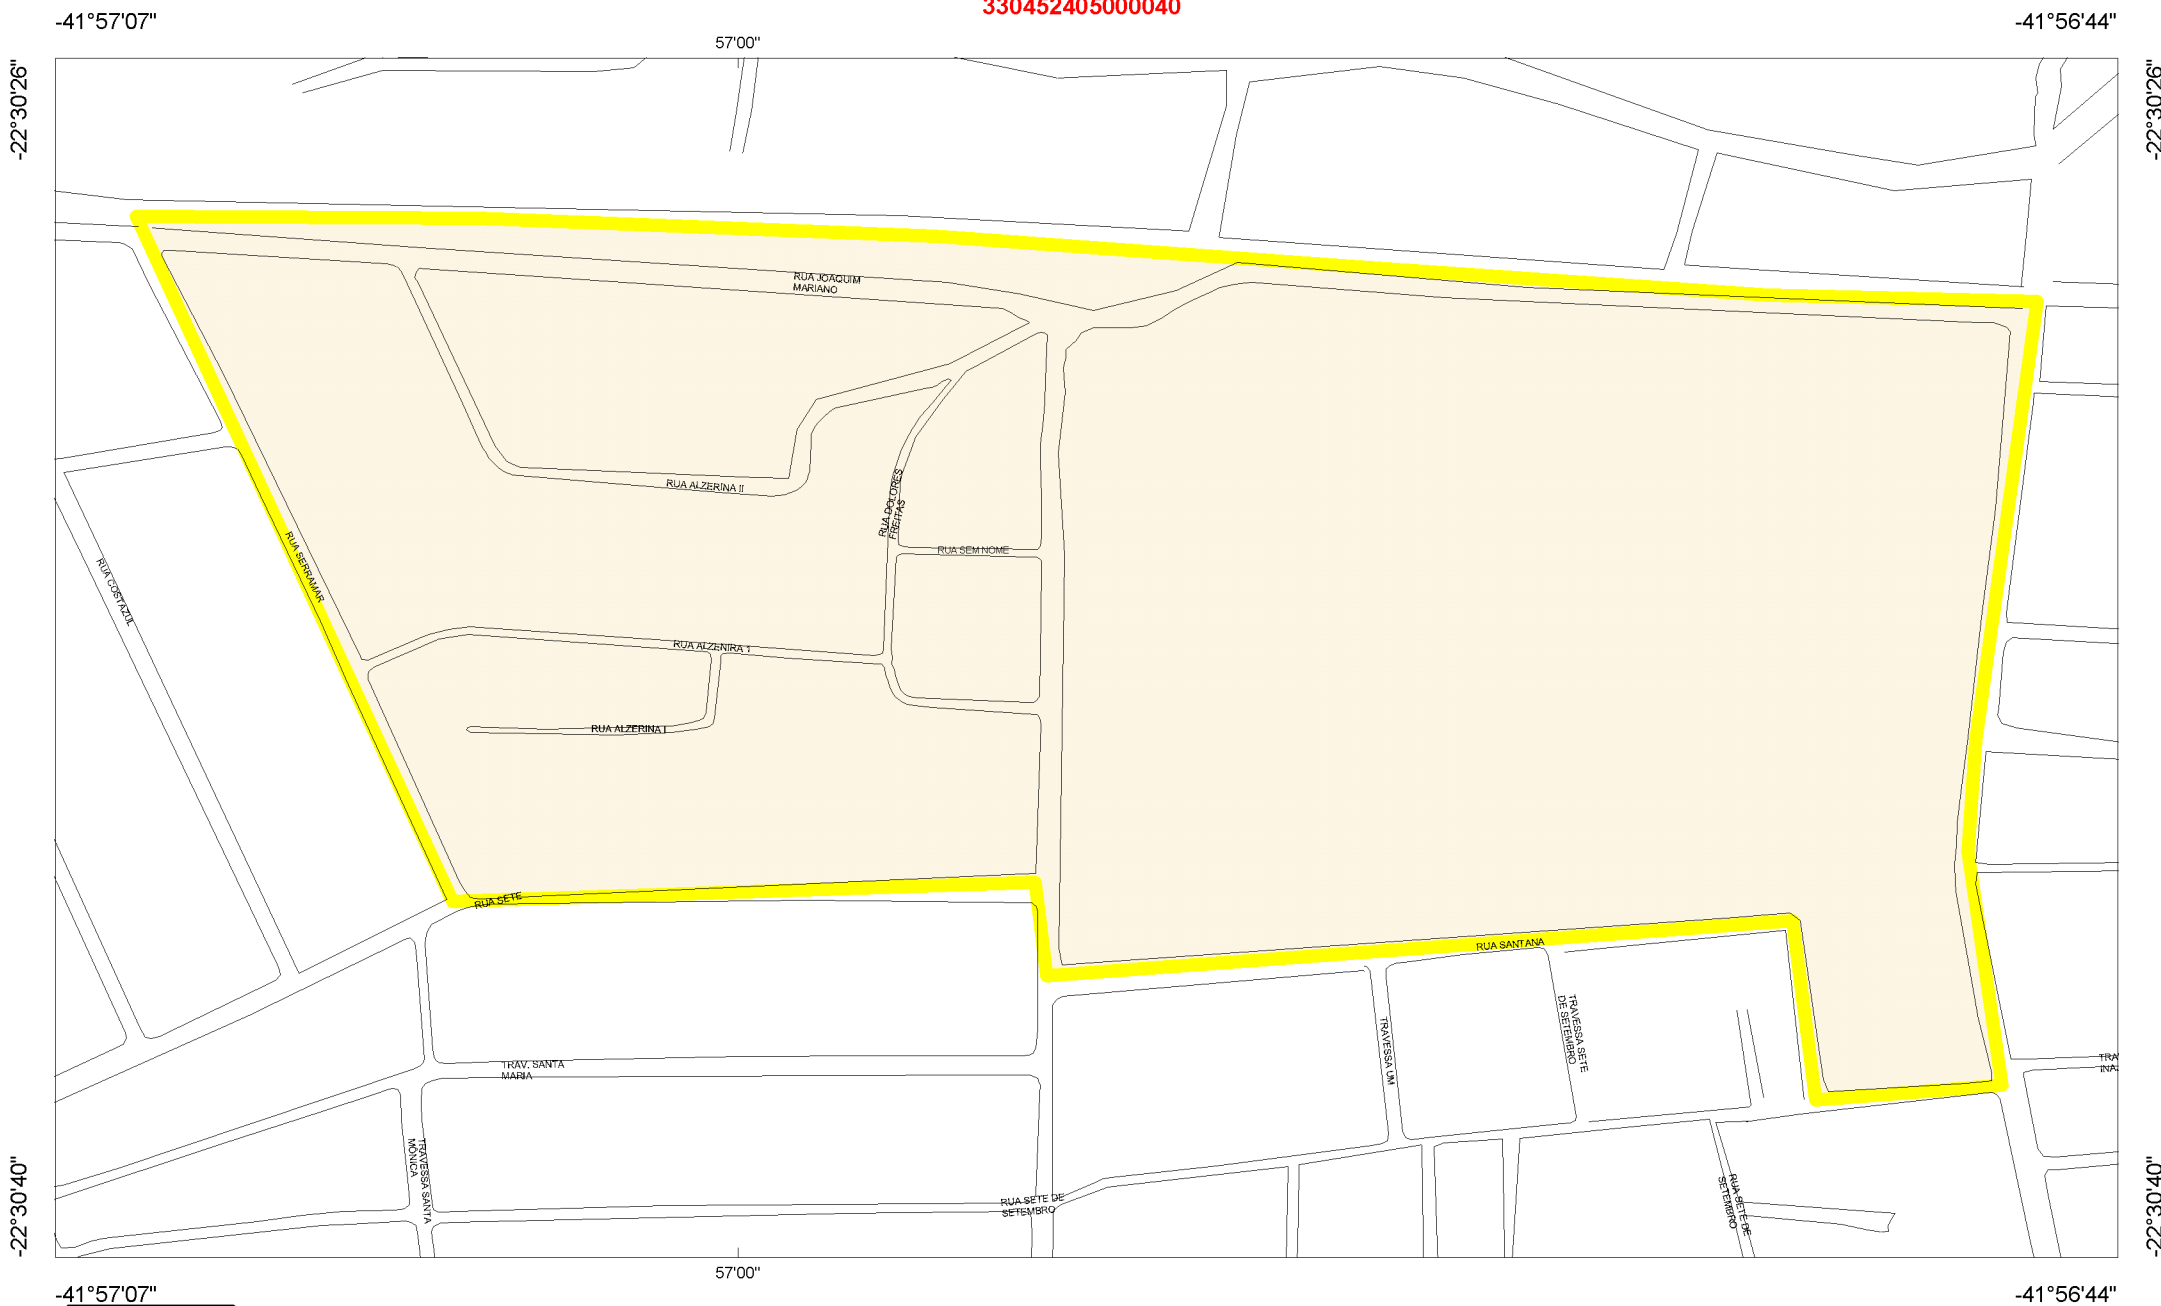 330452405000040
-41°57'07"
-41°56'44"
57'00"
-22°30'26"
-22°30'26"
RUA JOAQUIM
MARIANO
RUA ALZERINA II
RUA DOLORES
FREITAS
RUA SERRAMAR
RUA SEM NOME
RUA COSTAZUL
RUA ALZENIRA 1
RUA ALZERINA I
RUA SETE
RUA SANTANA
TRAVESSA SETE
DE SETEMBRO
TRAVESSA UM
TRAV. SANTA
MARIA
TRA
INA
TRAVESSA SANTA
MÔNICA
RUA SETE DE
SETEMBRO
RUA SETE DE
SETEMBRO
-22°30'40"
-22°30'40"
57'00"
-41°57'07"
-41°56'44"